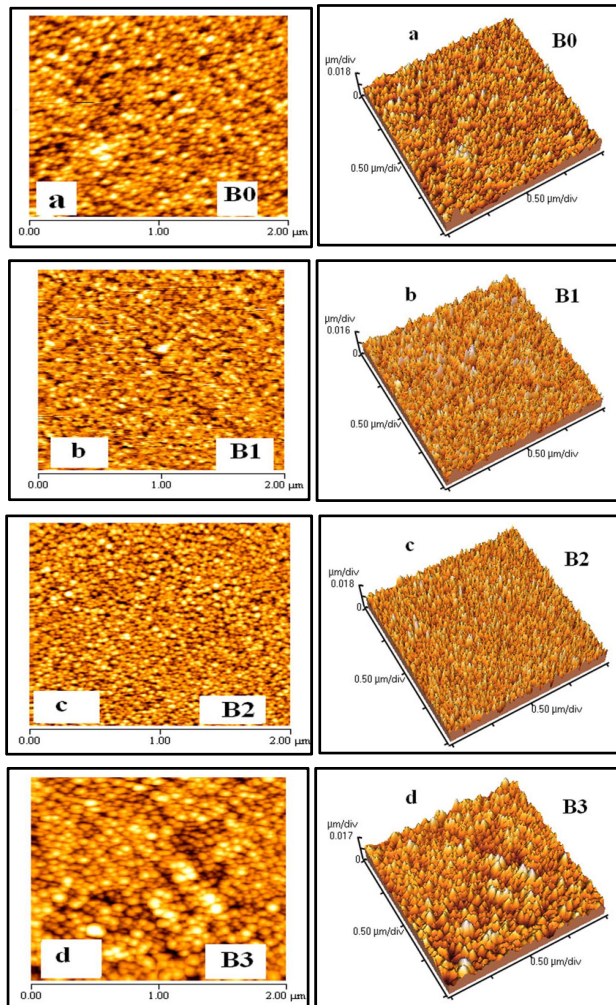 a
B0
0.00
1.00
2.00
µm
a
B0
µm/div
0.018
0
0.50 µm/div
0.50 µm/div
b
B1
0.00
1.00
2.00
µm
b
B1
µm/div
0.016
0
0.50 µm/div
0.50 µm/div
c
B2
0.00
1.00
2.00
µm
c
B2
µm/div
0.018
0
0.50 µm/div
0.50 µm/div
d
B3
0.00
1.00
2.00
µm
d
B3
µm/div
0.017
0
0.50 µm/div
0.50 µm/div